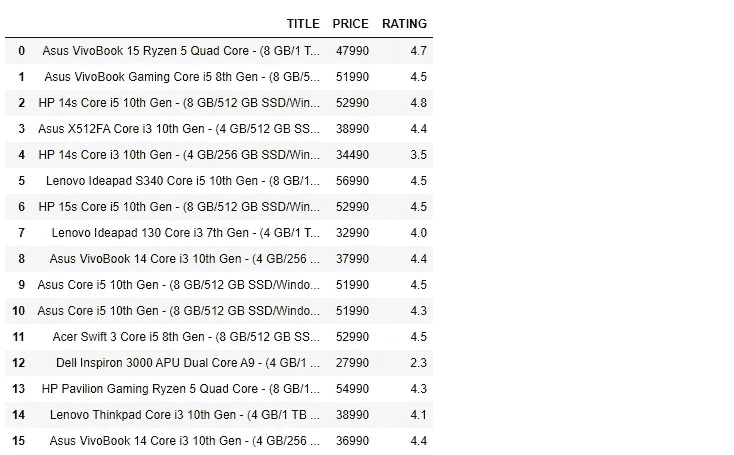 TITLE PRICE RATING
0 Asus VivoBook 15 Ryzen 5 Quad Core - (8 GB/1 T... 47990 4.7
1 Asus VivoBook Gaming Core i5 8th Gen - (8 GB/5... 51990 4.5
2 HP 14s Core i5 10th Gen - (8 GB/512 GB SSD/Win... 52990 4.8
3 Asus X512FA Core i3 10th Gen - (4 GB/512 GB SS... 38990 4.4
4 HP 14s Core i3 10th Gen - (4 GB/256 GB SSD/Win... 34490 3.5
5 Lenovo Ideapad S340 Core i5 10th Gen - (8 GB/1... 56990 4.5
6 HP 15s Core i5 10th Gen - (8 GB/512 GB SSD/Win... 52990 4.5
7 Lenovo Ideapad 130 Core i3 7th Gen - (4 GB/1 T... 32990 4.0
8 Asus VivoBook 14 Core i3 10th Gen - (4 GB/256 ... 37990 4.4
9 Asus Core i5 10th Gen - (8 GB/512 GB SSD/Windo... 51990 4.5
10 Asus Core i5 10th Gen - (8 GB/512 GB SSD/Windo... 51990 4.3
11 Acer Swift 3 Core i5 8th Gen - (8 GB/512 GB SS... 52990 4.5
12 Dell Inspiron 3000 APU Dual Core A9 - (4 GB/1 ... 27990 2.3
13 HP Pavilion Gaming Ryzen 5 Quad Core - (8 GB/1... 54990 4.3
14 Lenovo Thinkpad Core i3 10th Gen - (4 GB/1 TB ... 38990 4.1
15 Asus VivoBook 14 Core i3 10th Gen - (4 GB/256 ... 36990 4.4